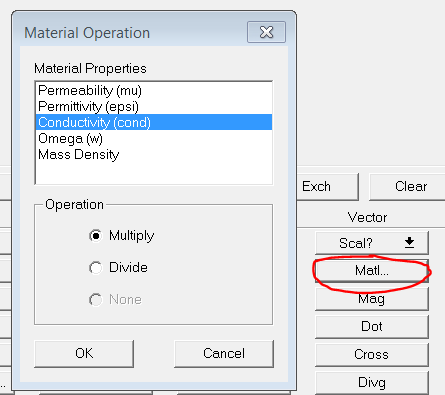 Material Operation
Material Properties
Permeability (mu)
Permittivity (epsi)
Conductivity (cond)
Omega (w)
Mass Density
Operation
Multiply
Divide
None
OK
Cancel
Exch
Clear
Vector
Scal?
Matl...
Mag
Dot
Cross
Divg
..